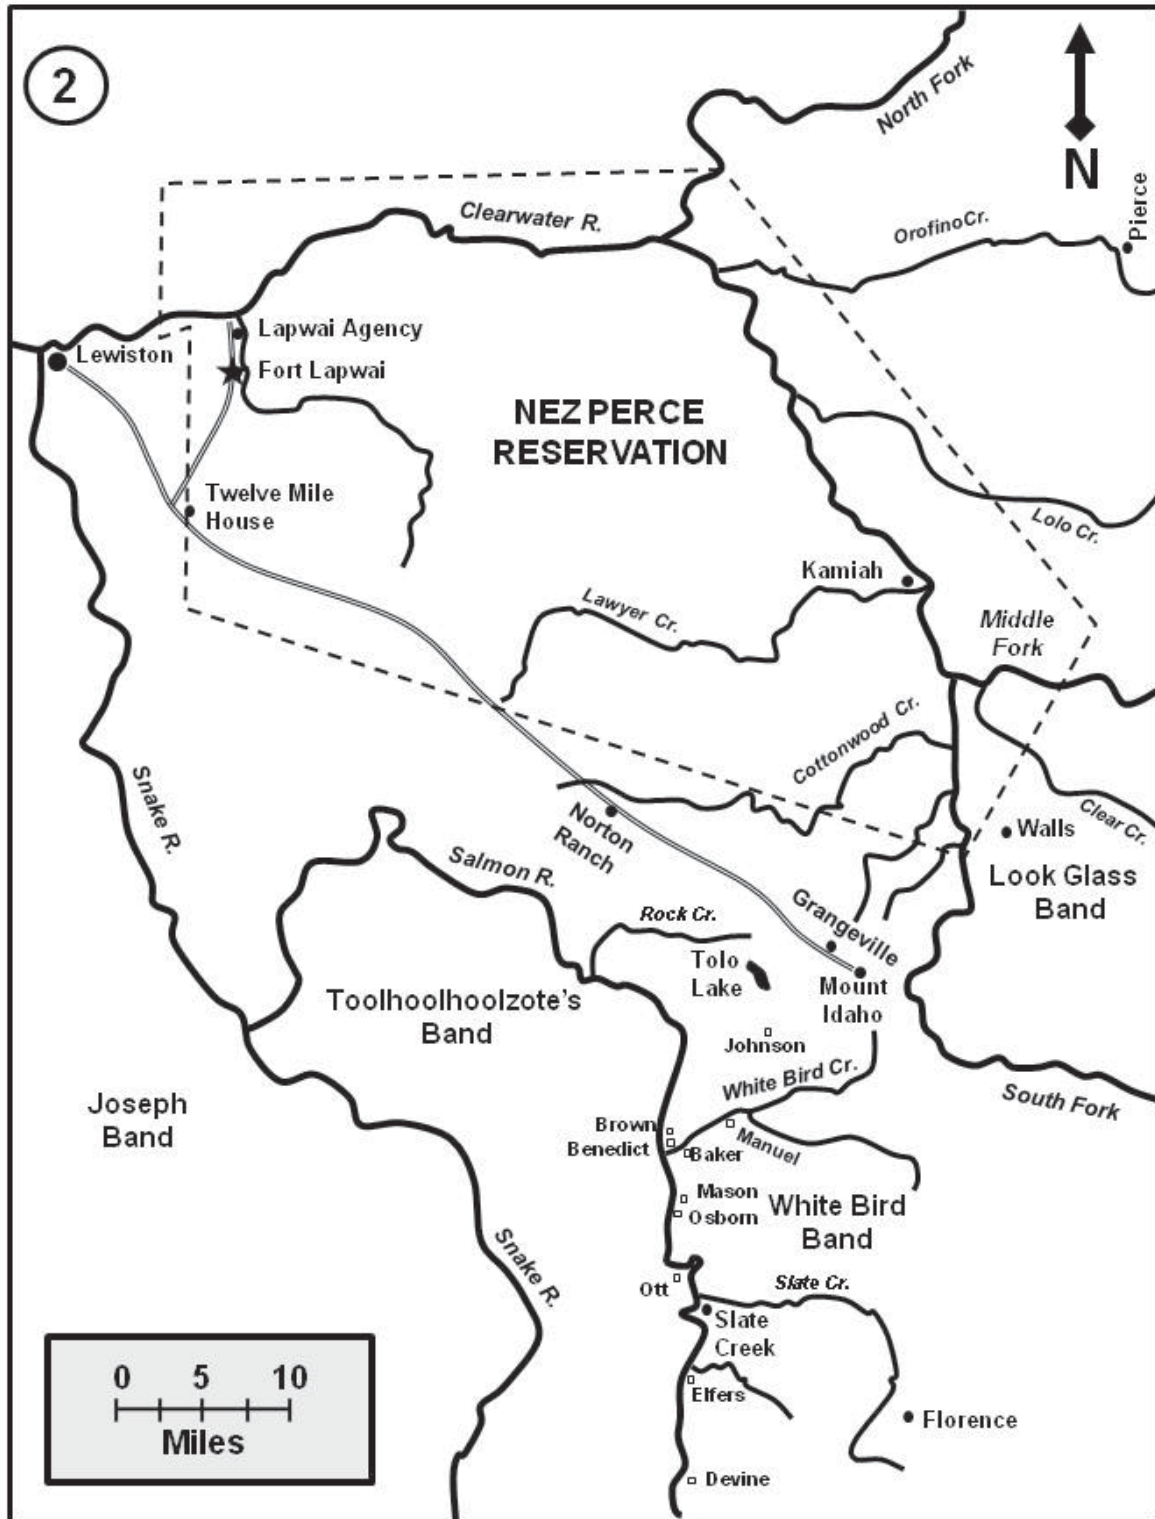 2
North Fork
N
Pierce
Clearwater R.
OrofinoCr.
Lapwai Agency
Lewiston
Fort Lapwai
NEZ PERCE
RESERVATION
Twelve Mile
House
Lolo Cr.
Kamiah
Lawyer Cr.
Middle
Fork
Cottonwood Cr.
Snake R.
Norton
Ranch
Clear Cr.
Walls
Salmon R.
Look Glass
Band
Grangeville
Rock Cr.
Tolo
Lake
Mount
Idaho
Toolhoolhoolzote's
Band
Johnson
White Bird Cr.
South Fork
Joseph
Band
Brown
Benedict
Manuel
Baker
Mason
Osborn
White Bird
Band
Snake R.
Ott
Slate Cr.
Slate
Creek
Elfers
Florence
Devine
0 5 10
Miles